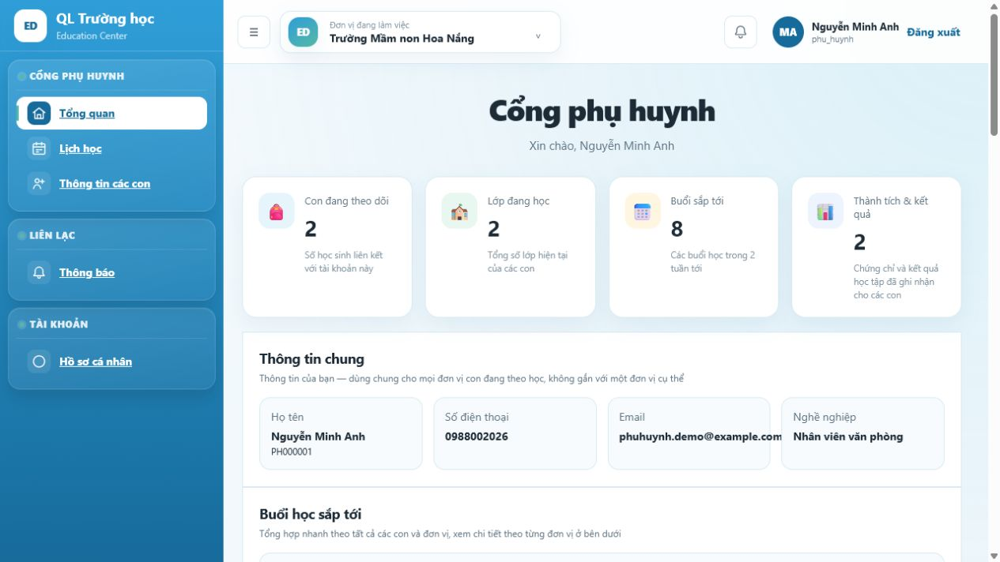 ED
QL Trường học
Education Center
CỔNG PHỤ HUYNH
Tổng quan
Lịch học
Thông tin các con
LIÊN LẠC
Thông báo
TÀI KHOẢN
Hồ sơ cá nhân
ED
Đơn vị đang làm việc
Trường Mầm non Hoa Nắng
MA
Nguyễn Minh Anh
phu_huynh
Đăng xuất
Cổng phụ huynh
Xin chào, Nguyễn Minh Anh
Con đang theo dõi
2
Số học sinh liên kết
với tài khoản này
Lớp đang học
2
Tổng số lớp hiện tại
của các con
Buổi sắp tới
8
Các buổi học trong 2
tuần tới
Thành tích & kết
quả
2
Chứng chỉ và kết quả
học tập đã ghi nhận
cho các con
Thông tin chung
Thông tin của bạn — dùng chung cho mọi đơn vị con đang theo học, không gắn với một đơn vị cụ thể
Họ tên
Nguyễn Minh Anh
PH000001
Số điện thoại
0988002026
Email
phuhuynh.demo@example.com
Nghề nghiệp
Nhân viên văn phòng
Buổi học sắp tới
Tổng hợp nhanh theo tất cả các con và đơn vị, xem chi tiết theo từng đơn vị ở bên dưới